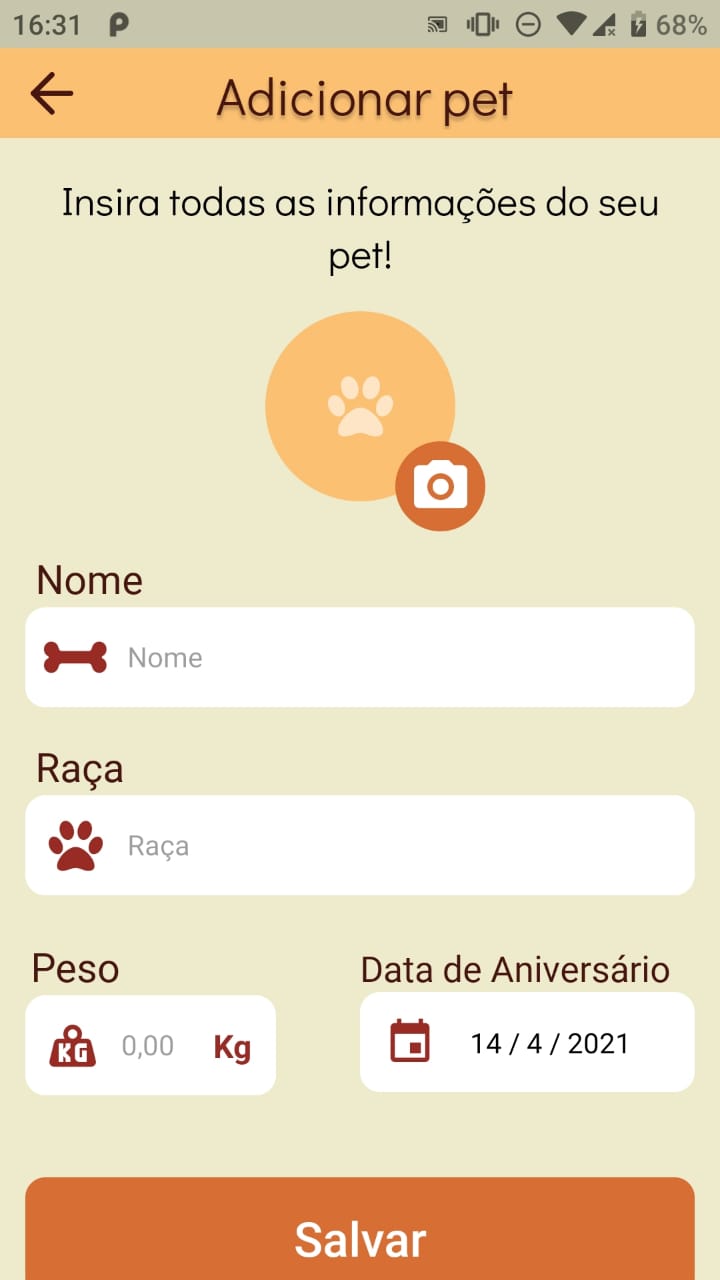 16:31 68%
Adicionar pet
Insira todas as informações do seu
pet!
Nome
Nome
Raça
Raça
Peso
KG 0,00 Kg
Data de Aniversário
14 / 4 / 2021
Salvar